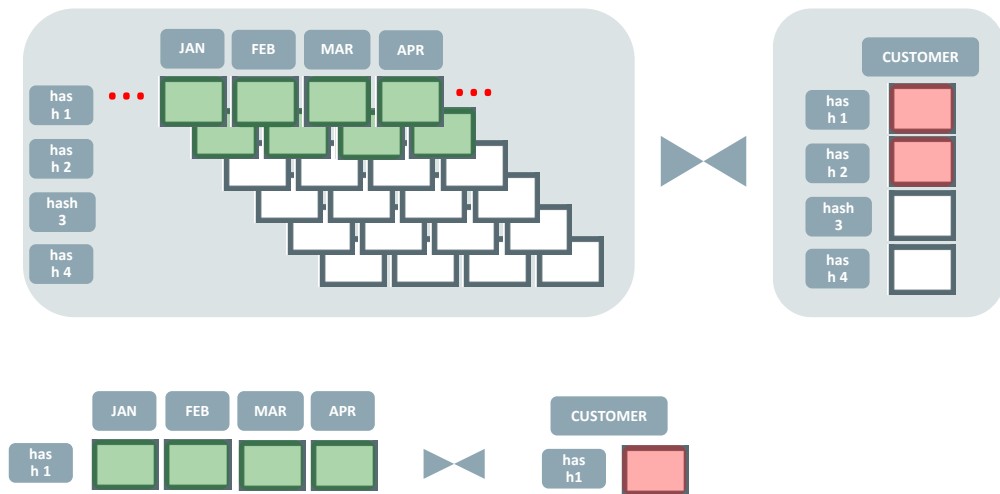 JAN FEB MAR APR
CUSTOMER
has
h 1
has
h 2
hash
3
has
h 4
has
h 1
has
h 2
hash
3
has
h 4
JAN FEB MAR APR
CUSTOMER
has
h 1
has
h1